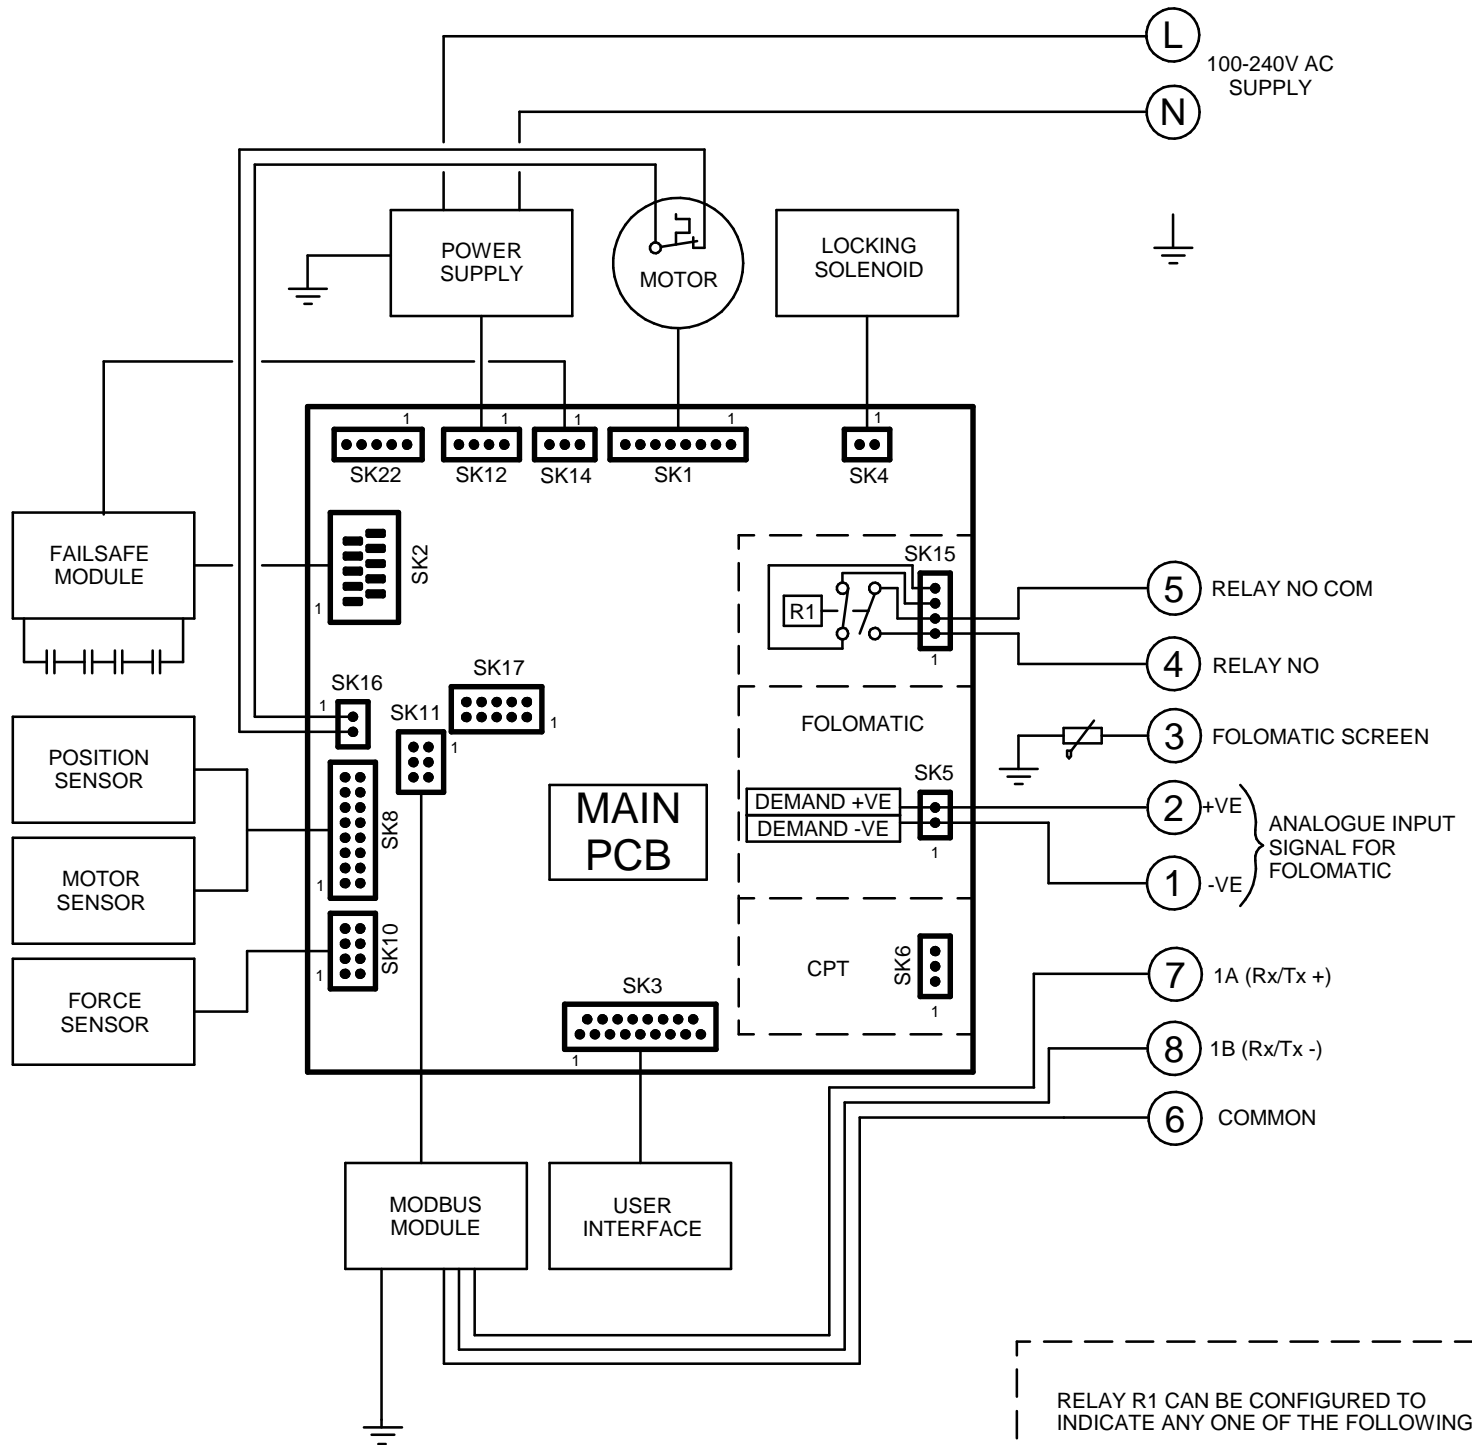 L
100-240V AC
SUPPLY
N
POWER
SUPPLY
MOTOR
LOCKING
SOLENOID
1
1
1
1
1
SK22
SK12
SK14
SK1
SK4
FAILSAFE
MODULE
SK2
1
SK15
R1
1
5 RELAY NO COM
4 RELAY NO
SK16
1
SK17
1
SK11
1
FOLOMATIC
3 FOLOMATIC SCREEN
POSITION
SENSOR
SK8
1
MAIN
PCB
SK5
DEMAND +VE
DEMAND -VE
1
2 +VE
1 -VE
ANALOGUE INPUT
SIGNAL FOR
FOLOMATIC
MOTOR
SENSOR
SK10
1
CPT
SK6
1
FORCE
SENSOR
SK3
1
7 1A (Rx/Tx +)
8 1B (Rx/Tx -)
6 COMMON
MODBUS
MODULE
USER
INTERFACE
RELAY R1 CAN BE CONFIGURED TO
INDICATE ANY ONE OF THE FOLLOWING